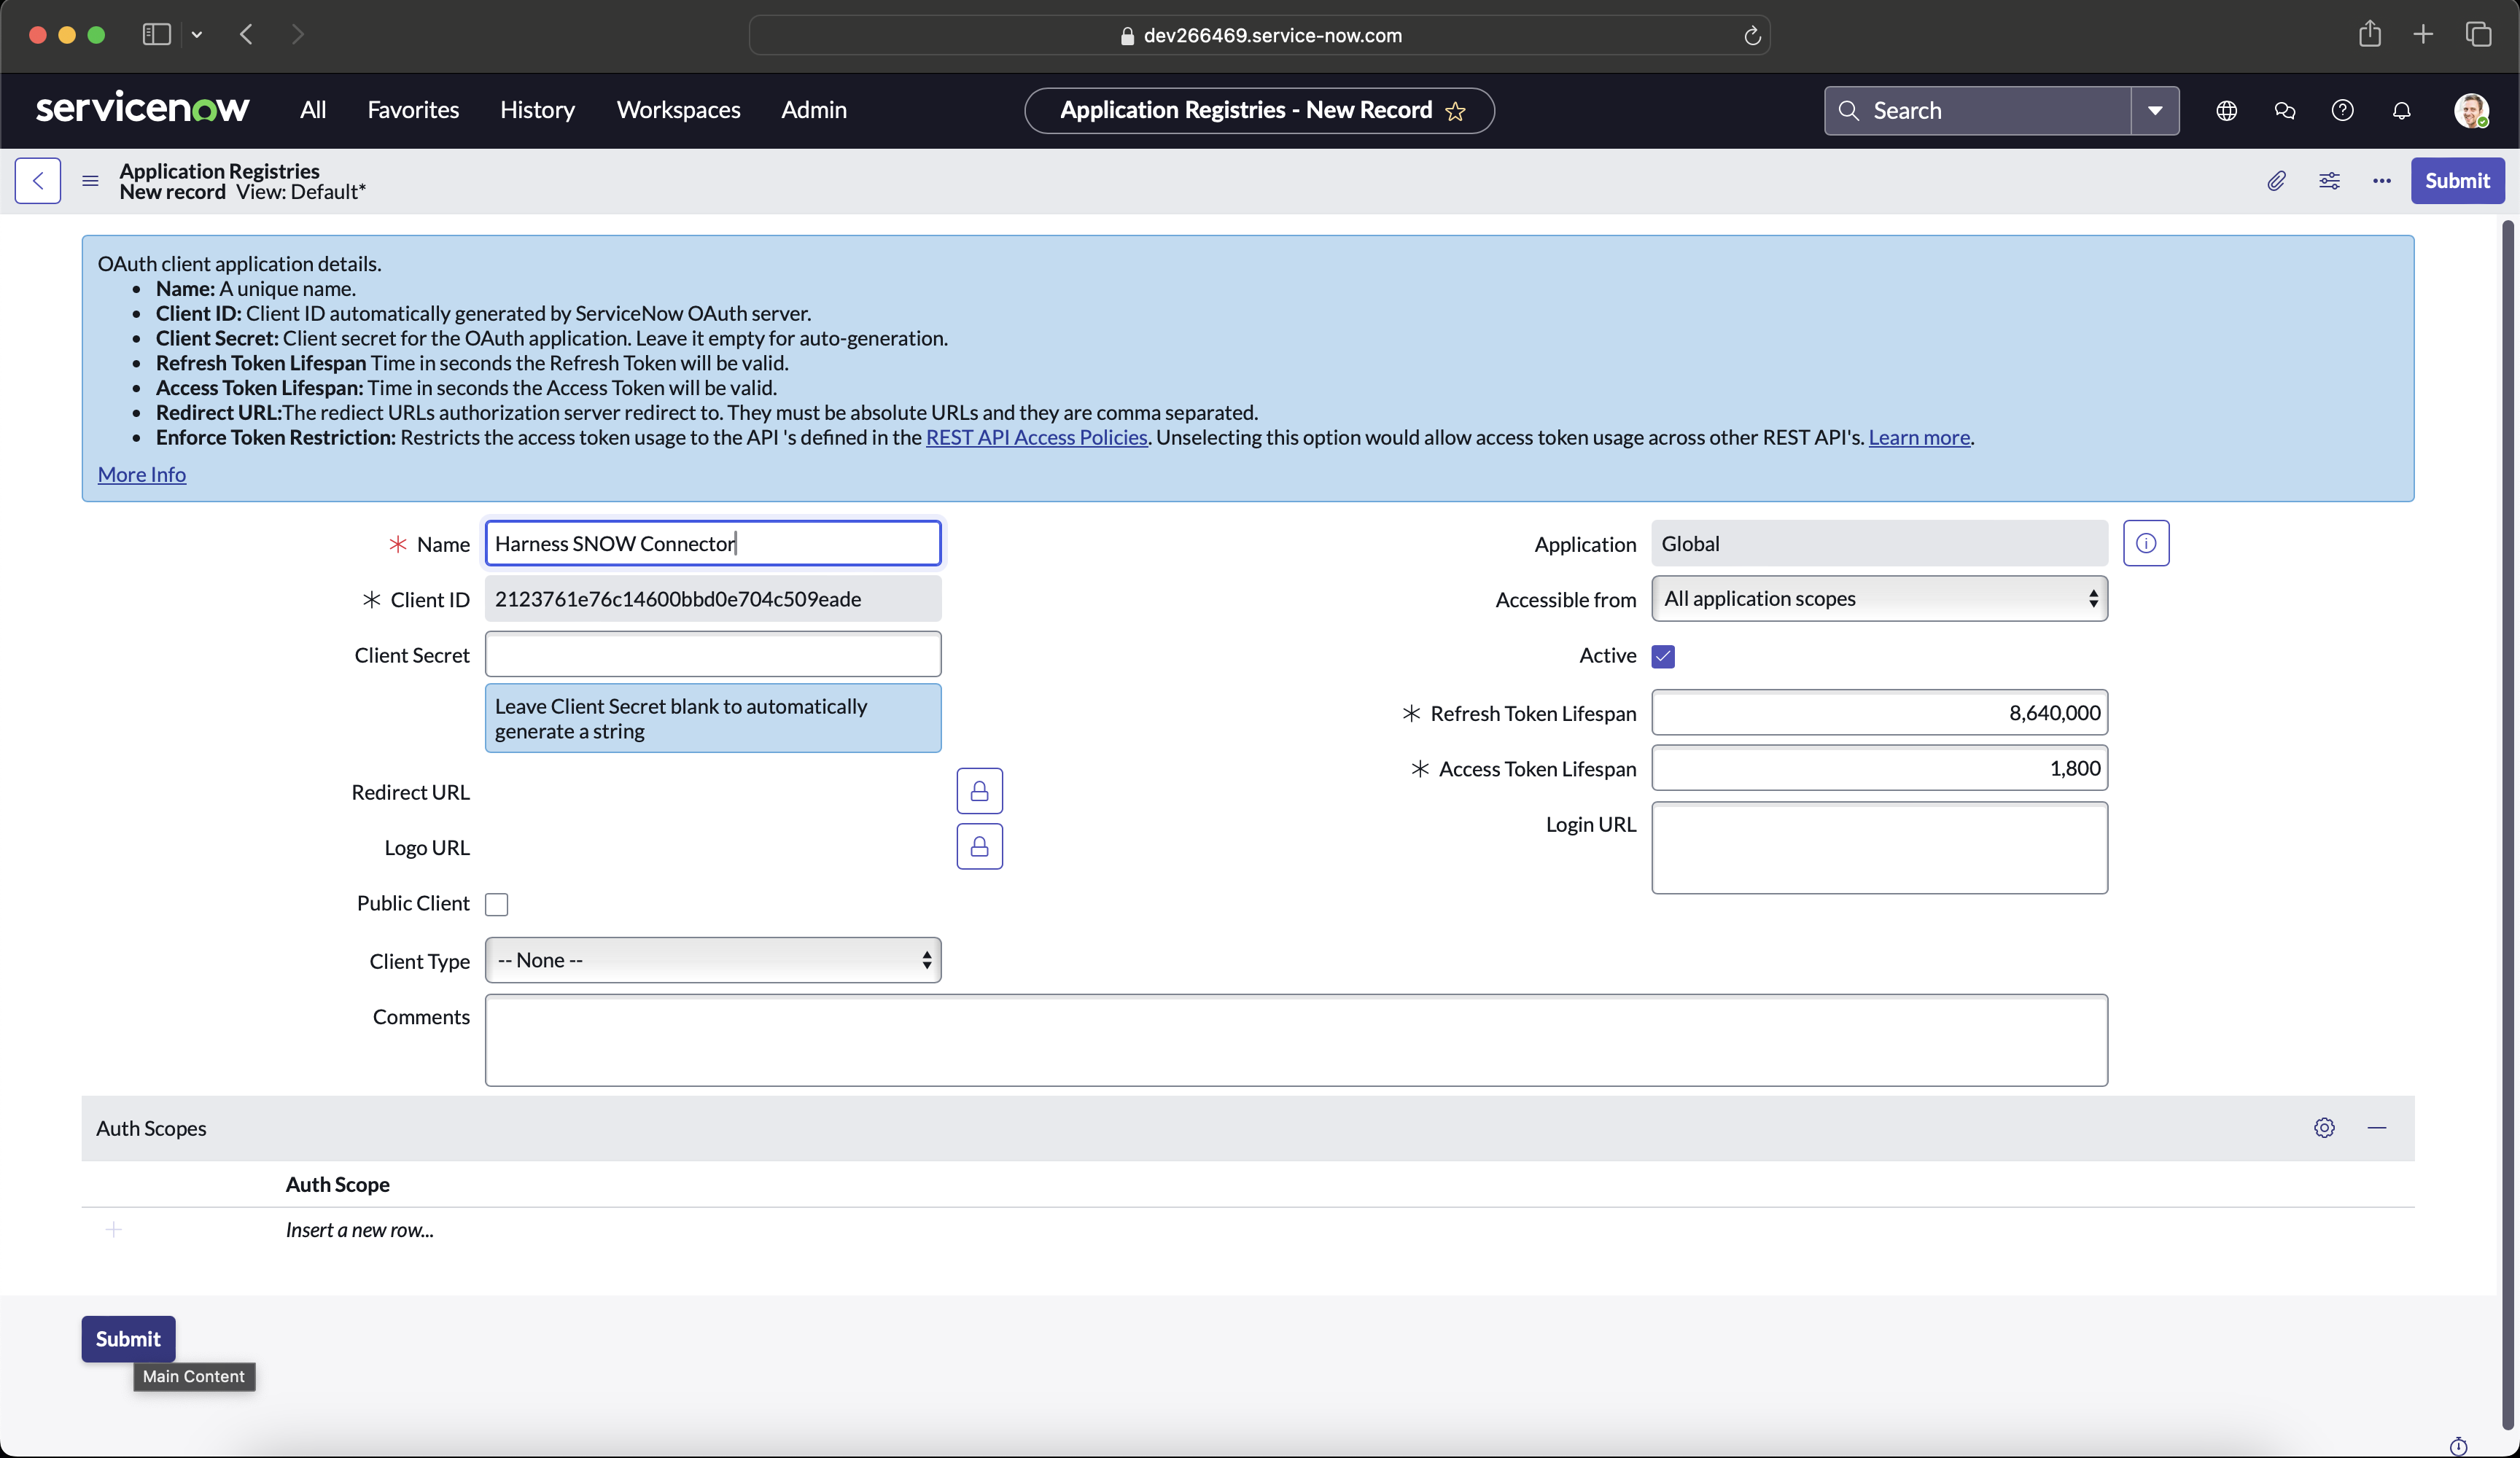 dev266469.service-now.com
servicenow
All
Favorites
History
Workspaces
Admin
Application Registries - New Record
Search
Application Registries
New record View: Default*
Submit
OAuth client application details.
• Name: A unique name.
• Client ID: Client ID automatically generated by ServiceNow OAuth server.
• Client Secret: Client secret for the OAuth application. Leave it empty for auto-generation.
• Refresh Token Lifespan Time in seconds the Refresh Token will be valid.
• Access Token Lifespan: Time in seconds the Access Token will be valid.
• Redirect URL:The rediect URLs authorization server redirect to. They must be absolute URLs and they are comma separated.
• Enforce Token Restriction: Restricts the access token usage to the API 's defined in the REST API Access Policies. Unselecting this option would allow access token usage across other REST API's. Learn more.
More Info
Name
Harness SNOW Connector
Client ID
2123761e76c14600bbd0e704c509eade
Client Secret
Leave Client Secret blank to automatically
generate a string
Redirect URL
Logo URL
Public Client
Client Type
-- None --
Comments
Application
Global
Accessible from
All application scopes
Active
Refresh Token Lifespan
8,640,000
Access Token Lifespan
1,800
Login URL
Auth Scopes
Auth Scope
Insert a new row...
Submit
Main Content